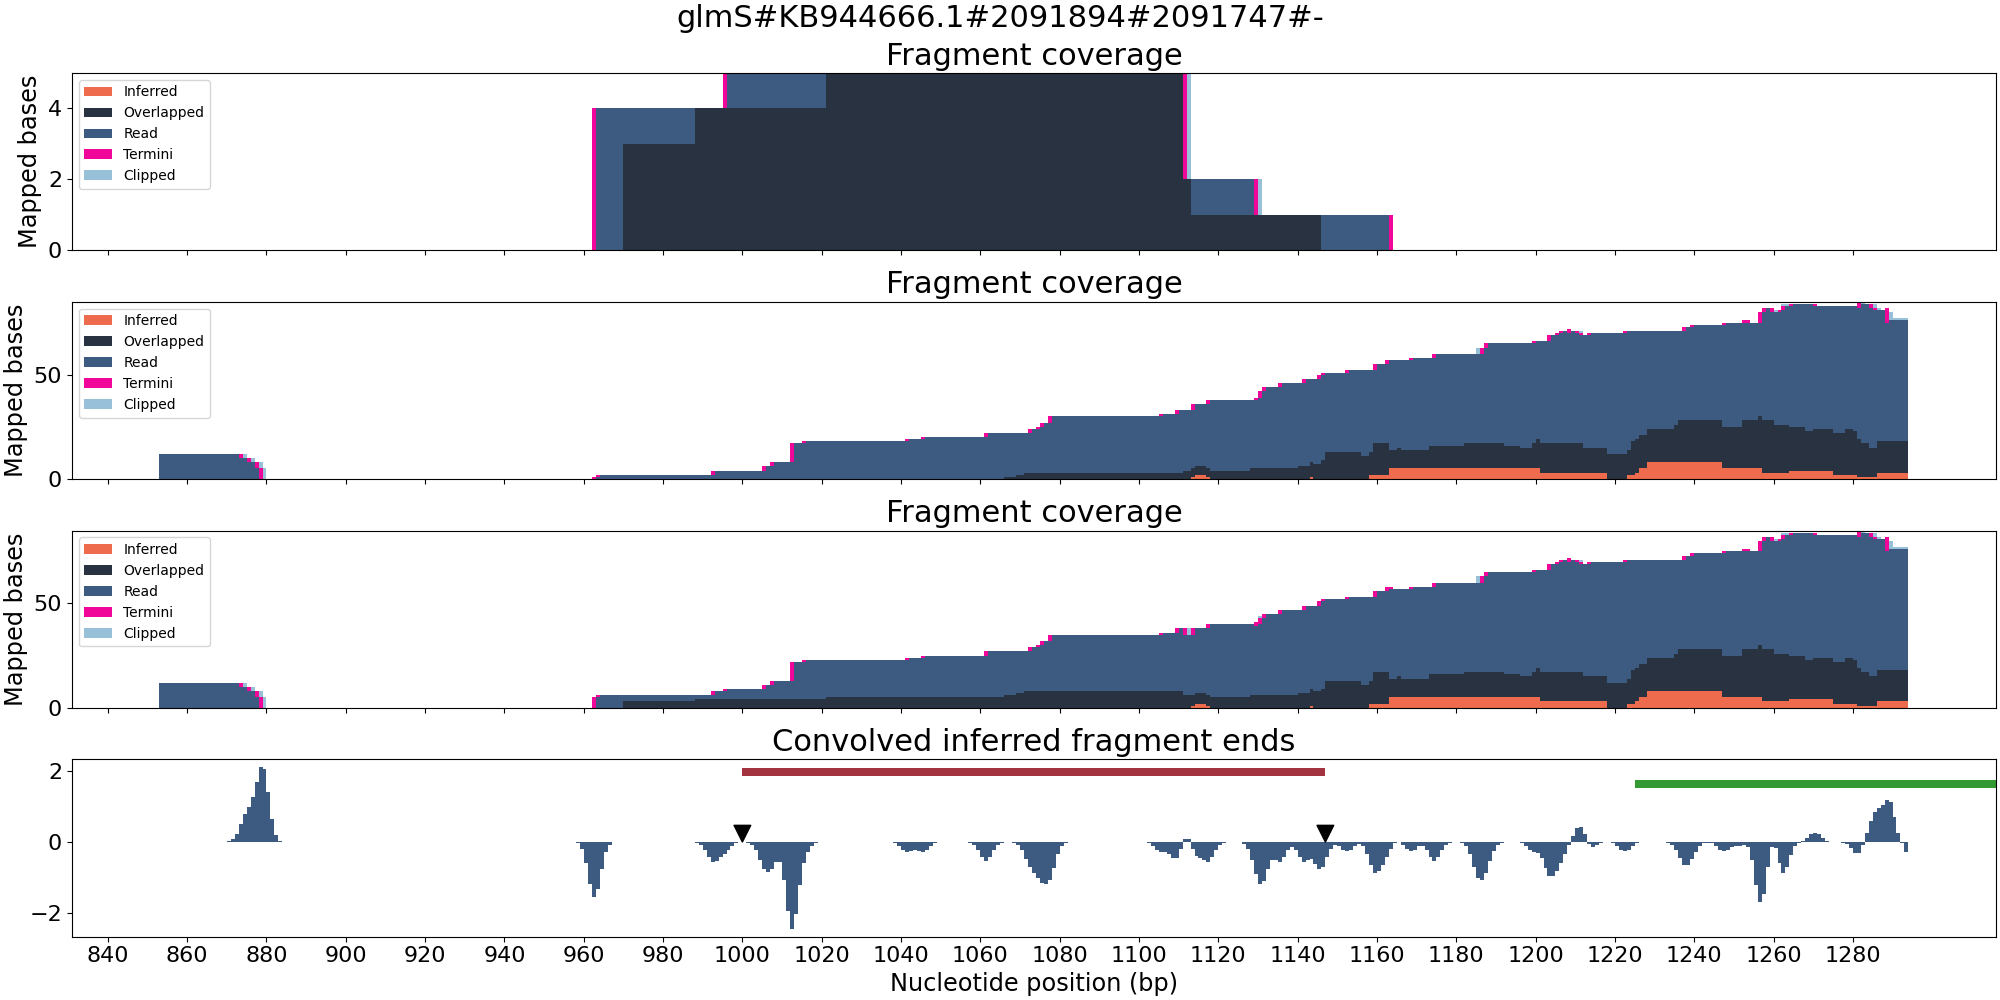 glmS#KB944666.1#2091894#2091747#-
Fragment coverage
Mapped bases
4
2
0
Inferred
Overlapped
Read
Termini
Clipped
Fragment coverage
Mapped bases
50
0
Inferred
Overlapped
Read
Termini
Clipped
Fragment coverage
Mapped bases
50
0
Inferred
Overlapped
Read
Termini
Clipped
Convolved inferred fragment ends
2
0
−2
840 860 880 900 920 940 960 980 1000 1020 1040 1060 1080 1100 1120 1140 1160 1180 1200 1220 1240 1260 1280
Nucleotide position (bp)